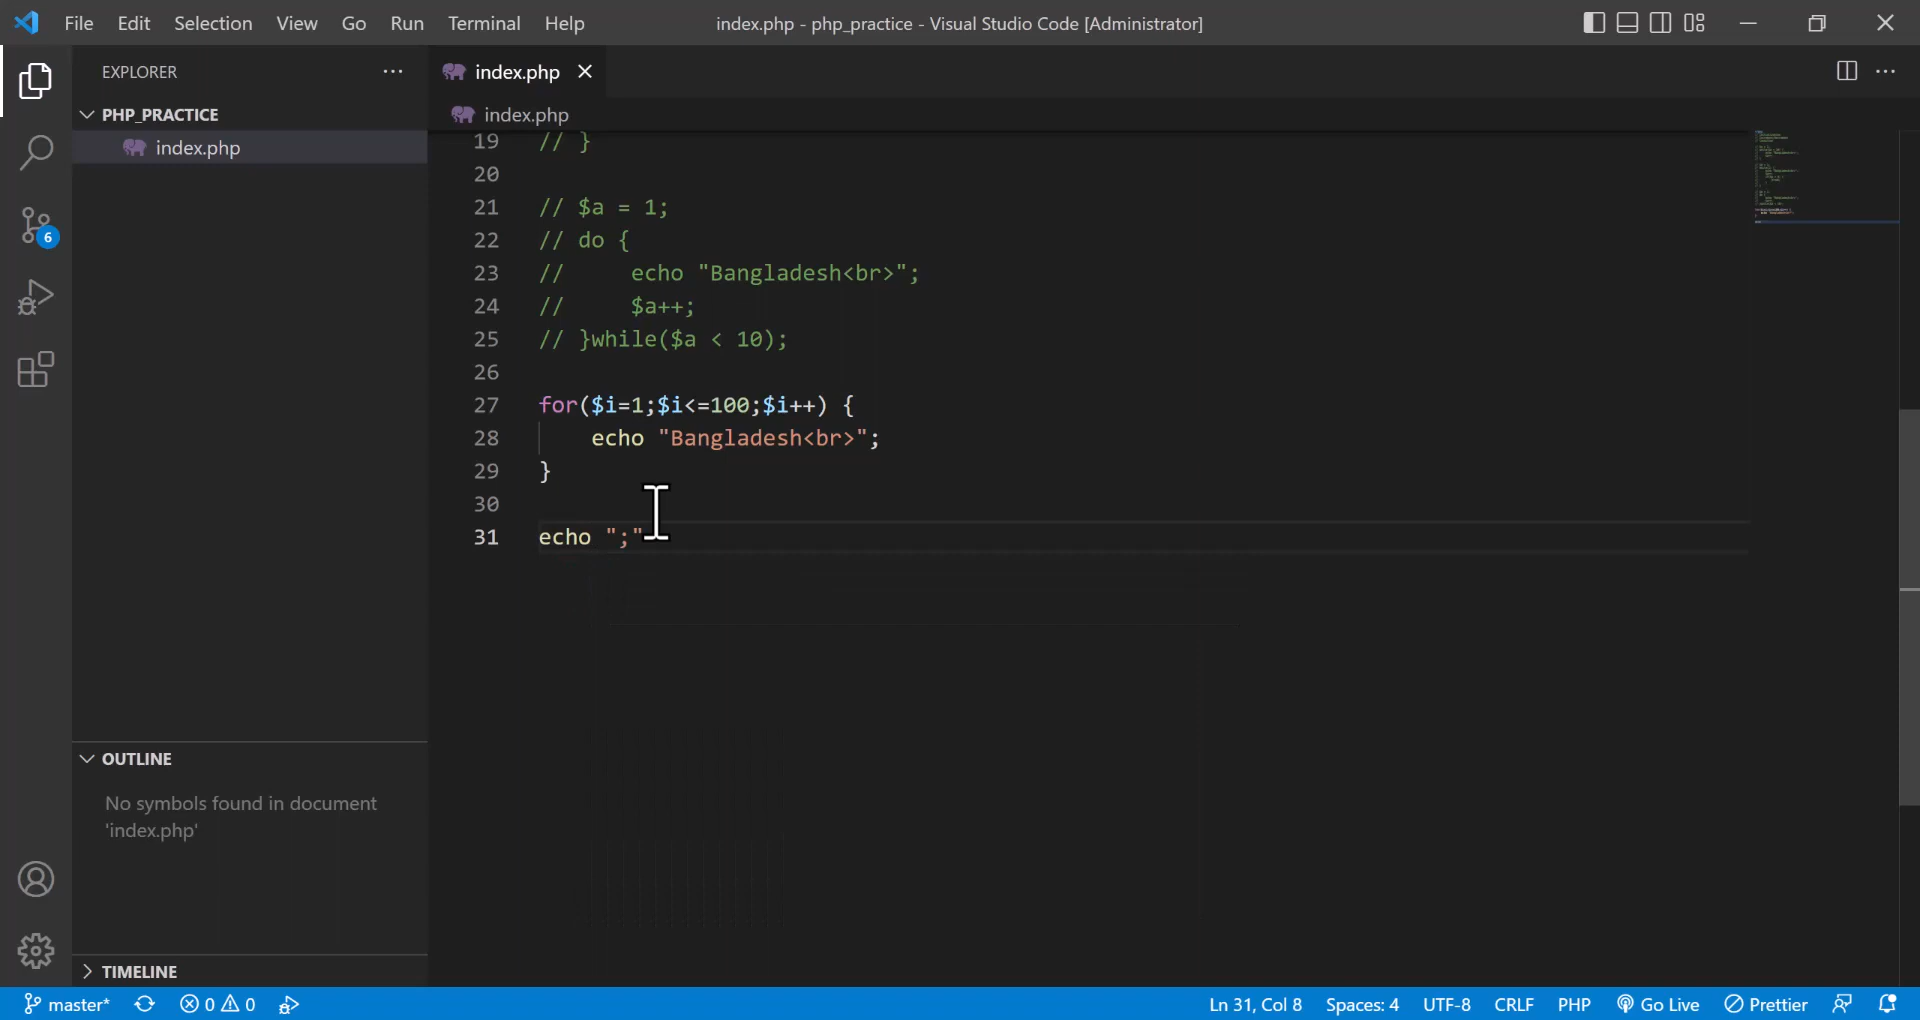 File Edit Selection View Go Run Terminal Help
index.php - php_practice - Visual Studio Code [Administrator]
EXPLORER
PHP_PRACTICE
index.php
index.php
index.php
19 // }
20
21 // $a = 1;
22 // do {
23 //     echo "Bangladesh<br>";
24 //     $a++;
25 // }while($a < 10);
26
27 for($i=1;$i<=100;$i++) {
28     echo "Bangladesh<br>";
29 }
30
31 echo ";"
6
OUTLINE
No symbols found in document
'index.php'
TIMELINE
master* 0 0 Ln 31, Col 8 Spaces: 4 UTF-8 CRLF PHP Go Live Prettier